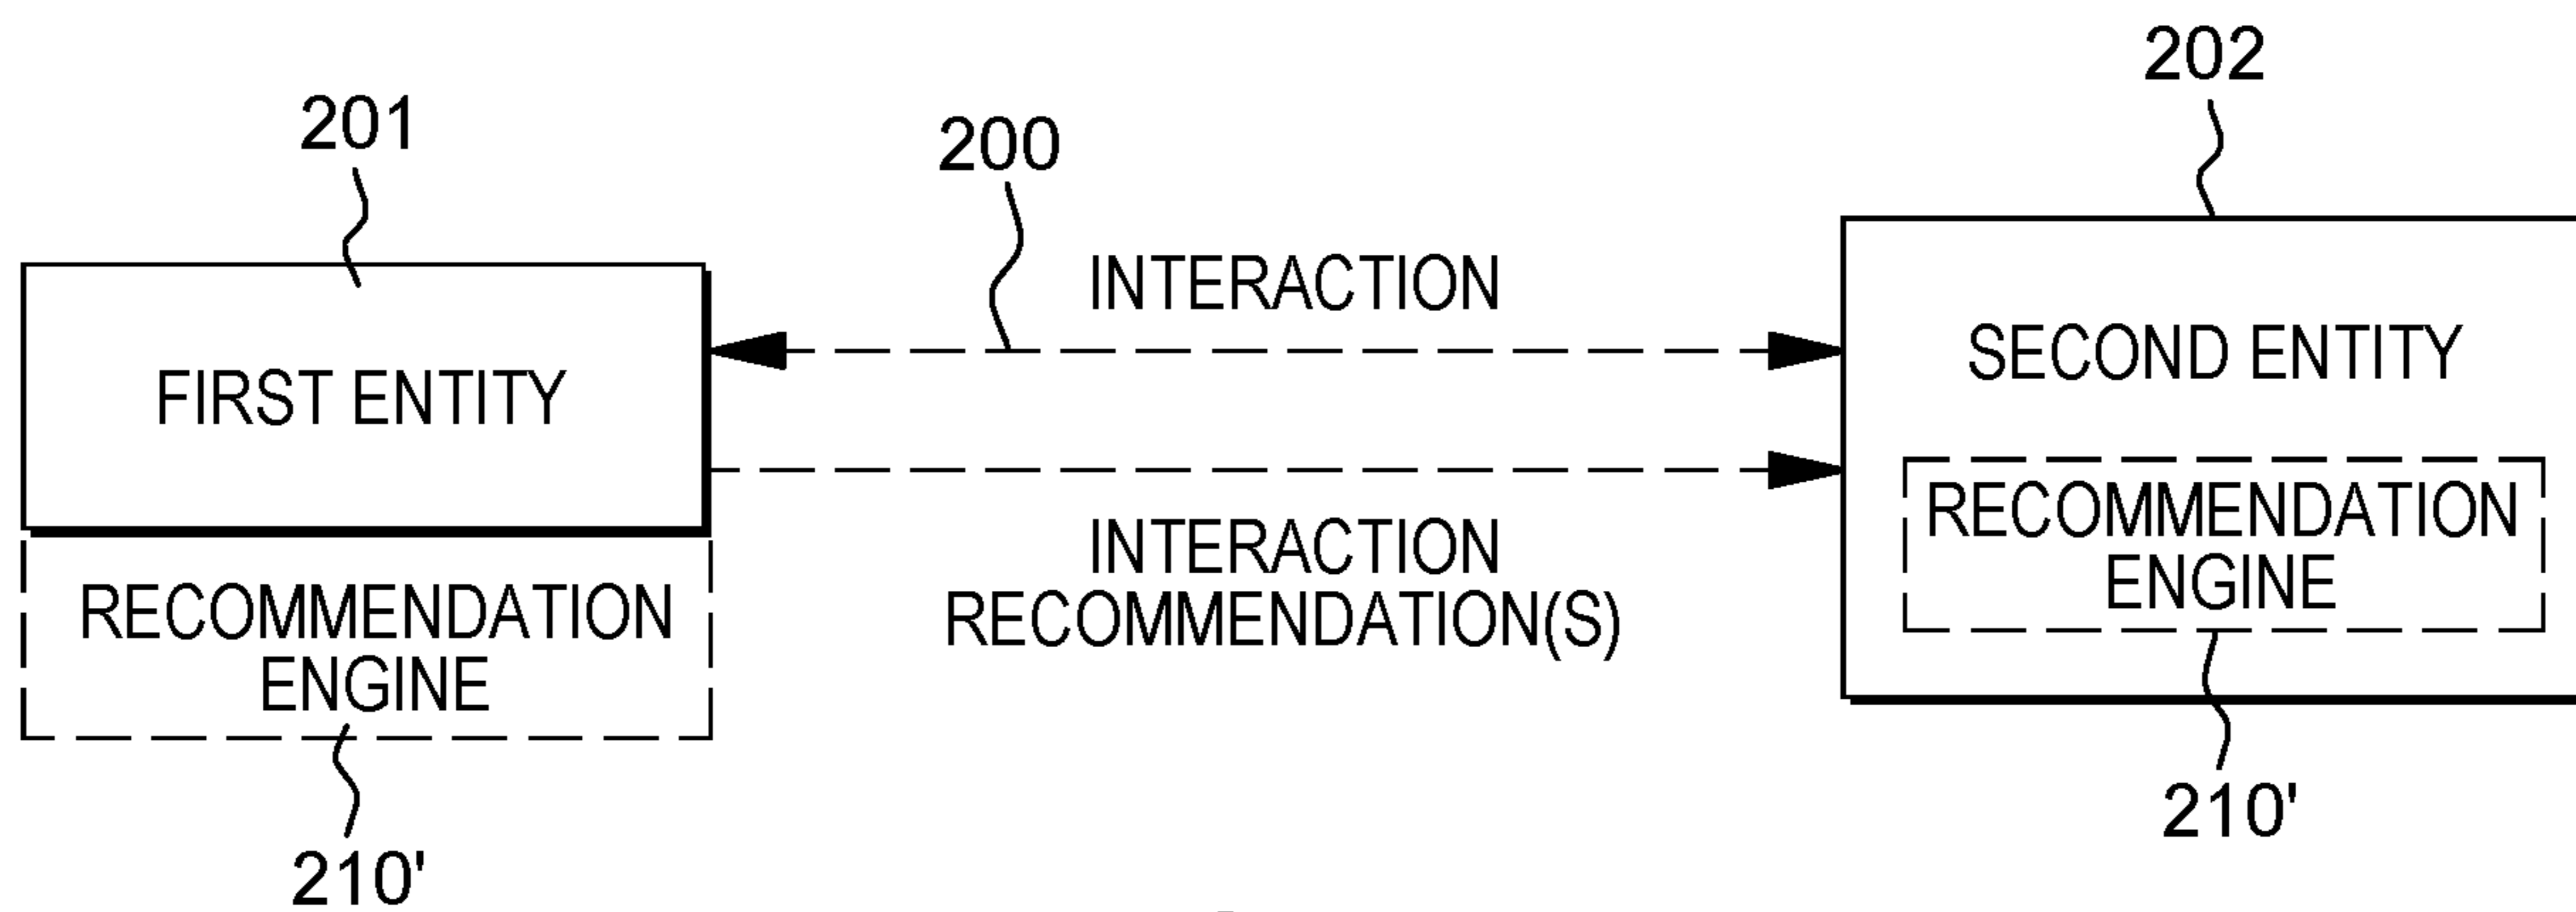 202
201
200
INTERACTION
SECOND ENTITY
FIRST ENTITY
RECOMMENDATION
ENGINE
INTERACTION
RECOMMENDATION(S)
RECOMMENDATION
ENGINE
210'
210'